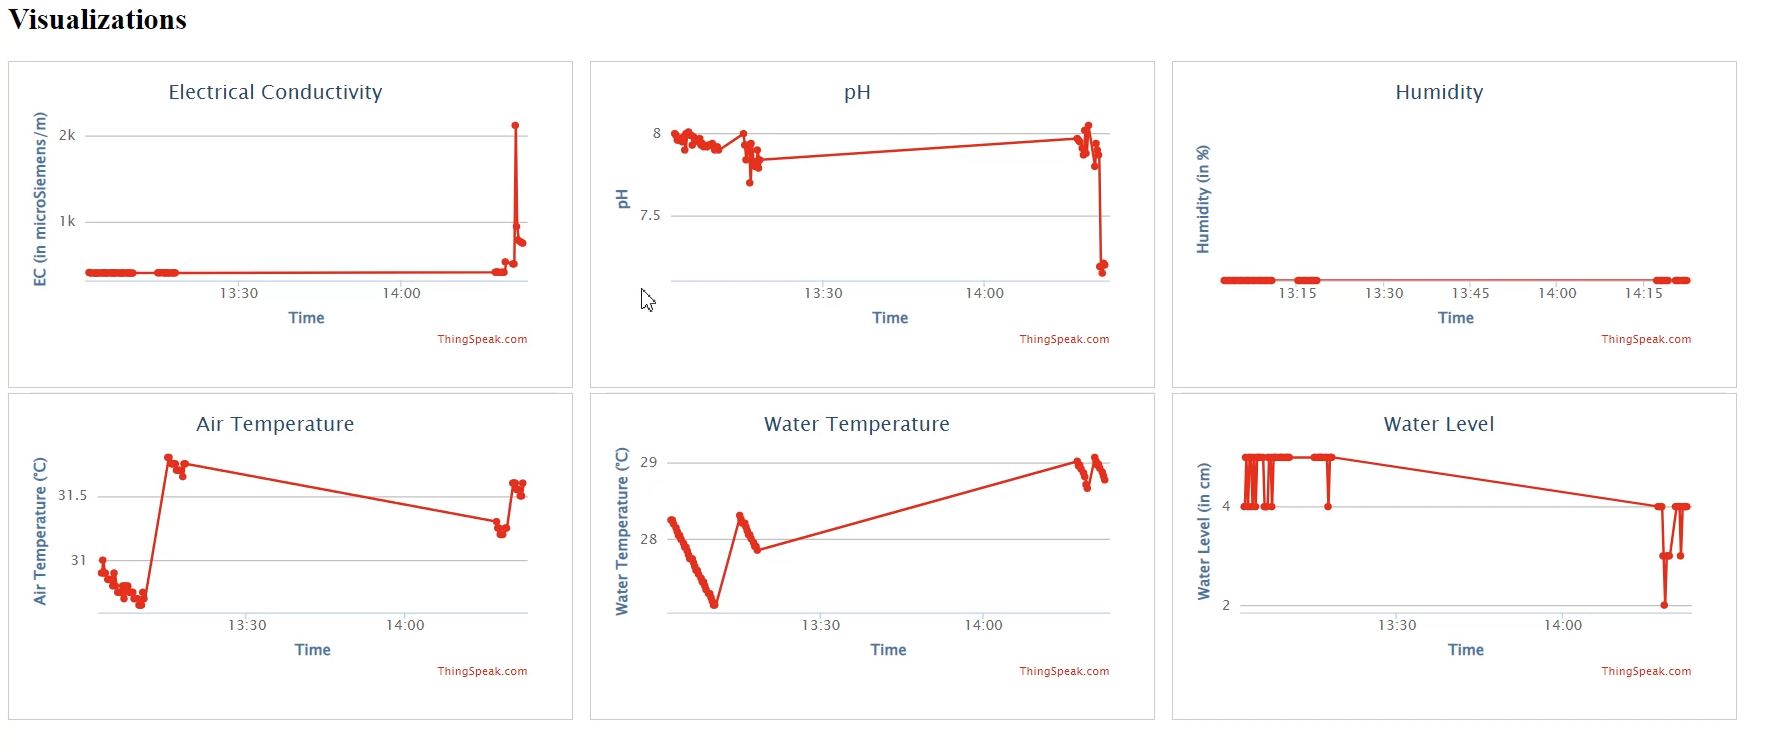 Visualizations
Electrical Conductivity
EC (in microSiemens/m)
2k
1k
13:30 14:00
Time
ThingSpeak.com
pH
pH
8
7.5
13:30 14:00
Time
ThingSpeak.com
Humidity
Humidity (in %)
13:15 13:30 13:45 14:00 14:15
Time
ThingSpeak.com
Air Temperature
Air Temperature (°C)
31.5
31
13:30 14:00
Time
ThingSpeak.com
Water Temperature
Water Temperature (°C)
29
28
13:30 14:00
Time
ThingSpeak.com
Water Level
Water Level (in cm)
4
2
13:30 14:00
Time
ThingSpeak.com